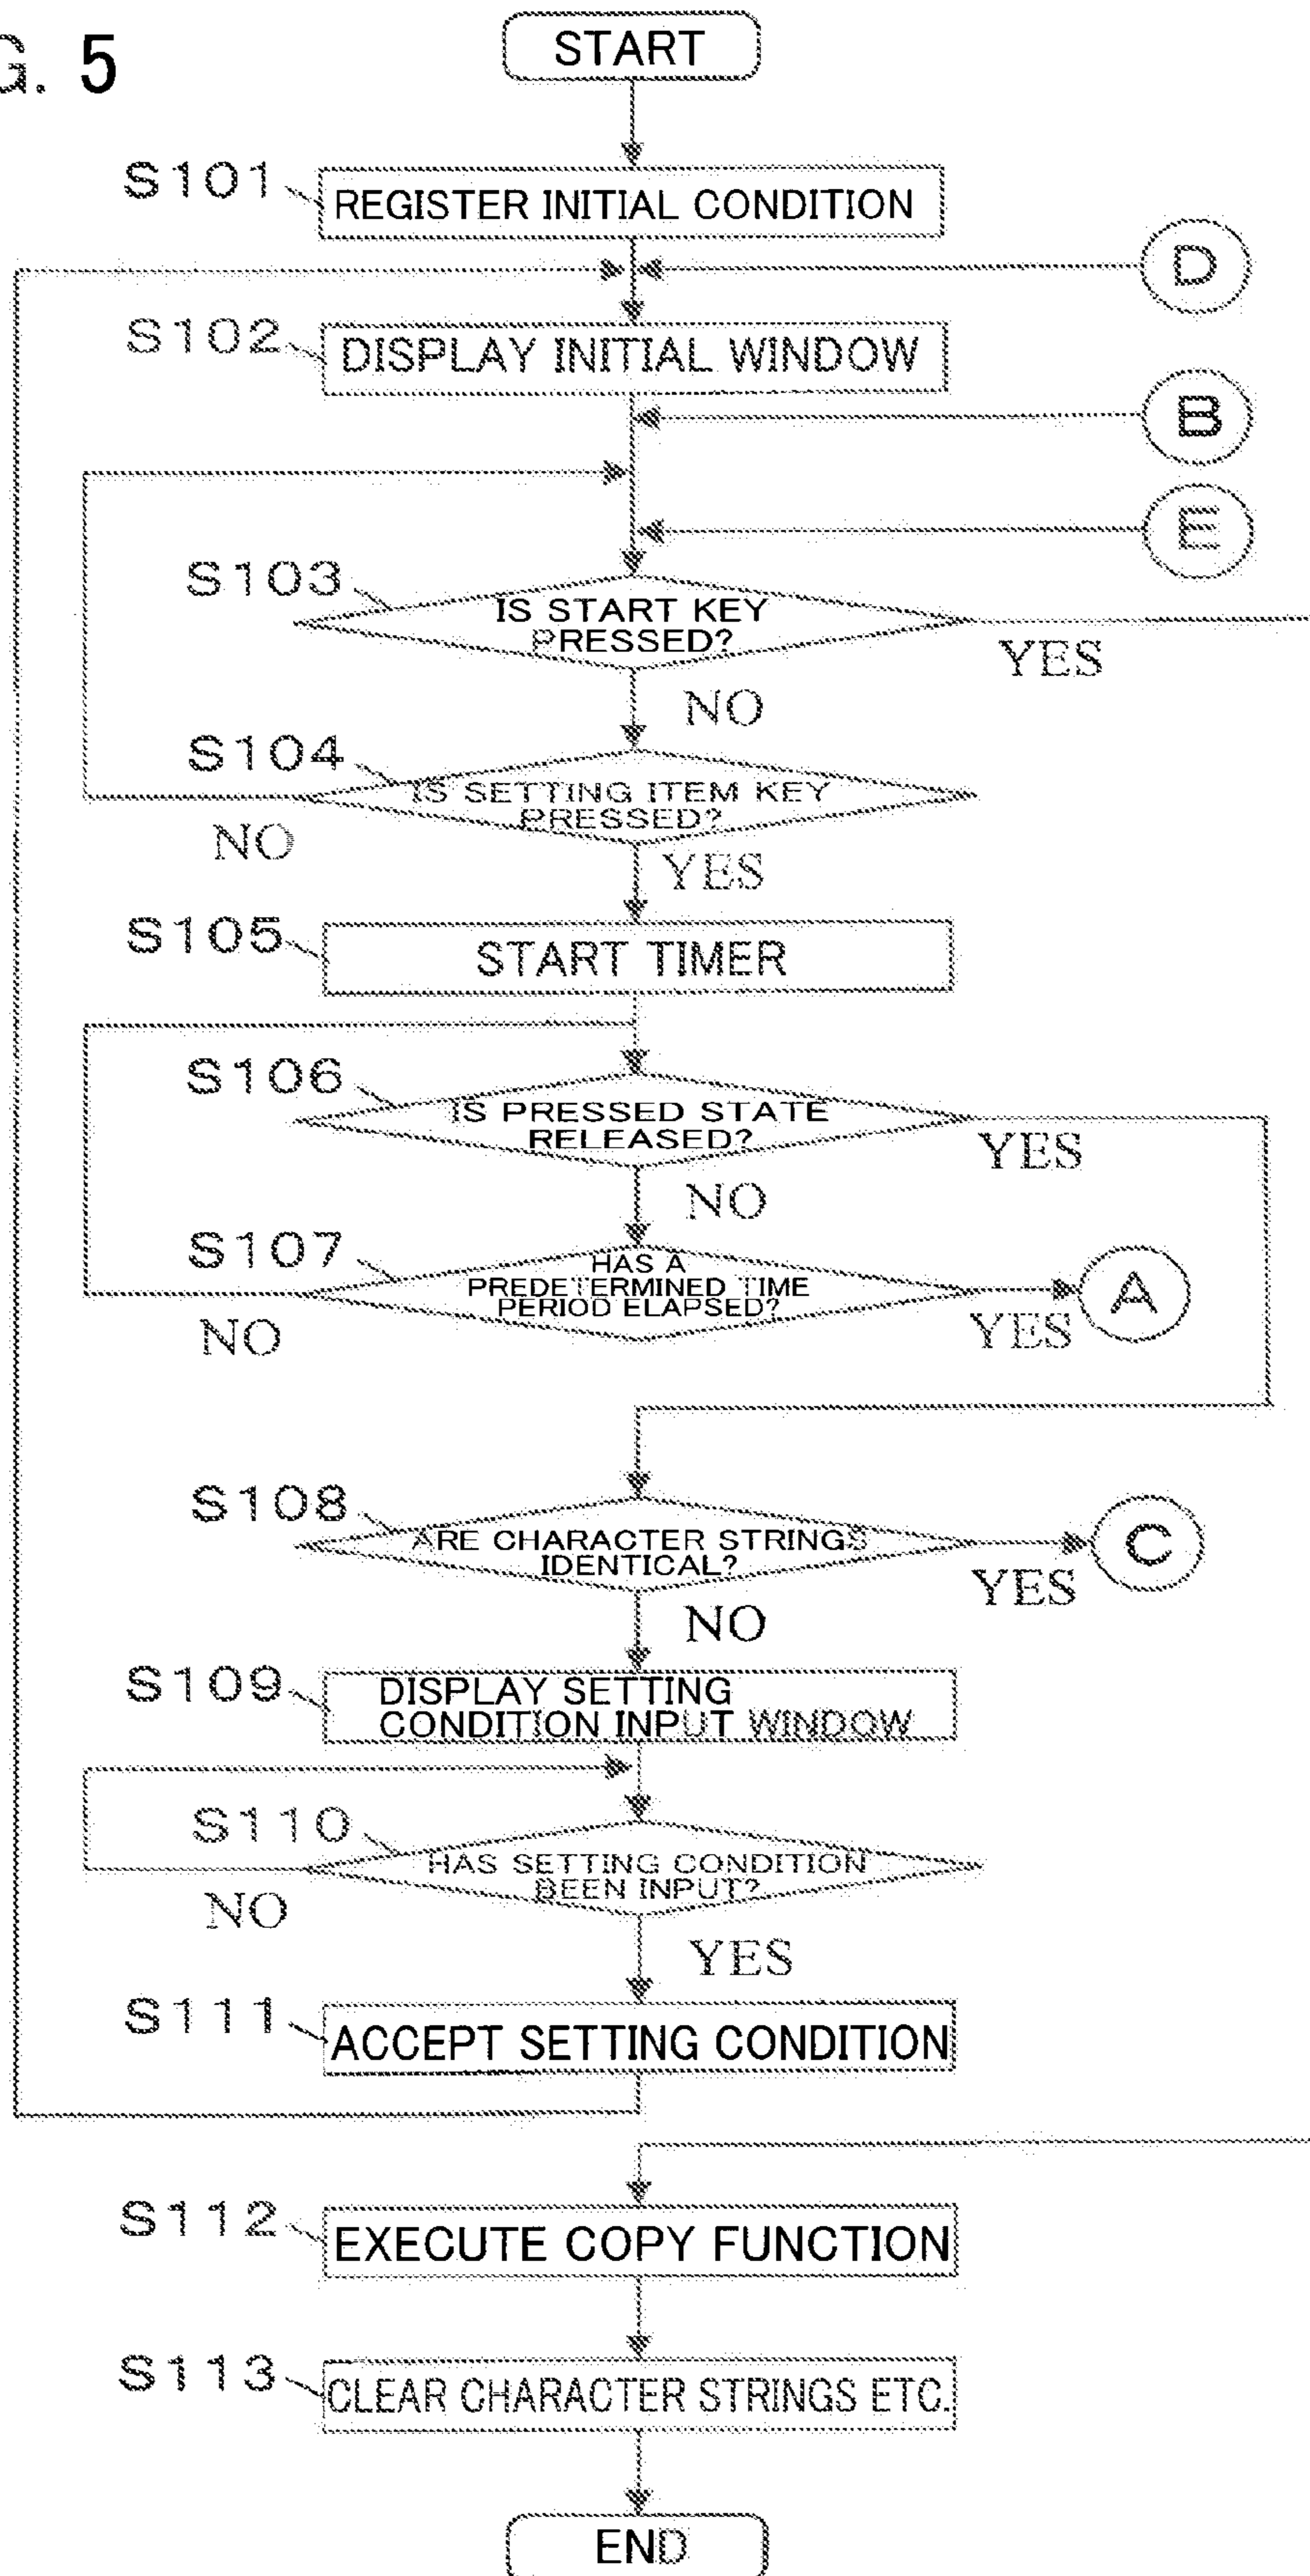 G. 5
START
S101
REGISTER INITIAL CONDITION
D
S102
DISPLAY INITIAL WINDOW
B
E
S103
IS START KEY
PRESSED?
YES
NO
S104
IS SETTING ITEM KEY
PRESSED?
NO
YES
S105
START TIMER
S106
IS PRESSED STATE
RELEASED?
YES
NO
S107
HAS A
PREDETERMINED TIME
PERIOD ELAPSED?
A
NO
YES
S108
ARE CHARACTER STRINGS
IDENTICAL?
C
YES
NO
S109
DISPLAY SETTING
CONDITION INPUT WINDOW
S110
HAS SETTING CONDITION
BEEN INPUT?
NO
YES
S111
ACCEPT SETTING CONDITION
S112
EXECUTE COPY FUNCTION
S113
CLEAR CHARACTER STRINGS ETC.
END